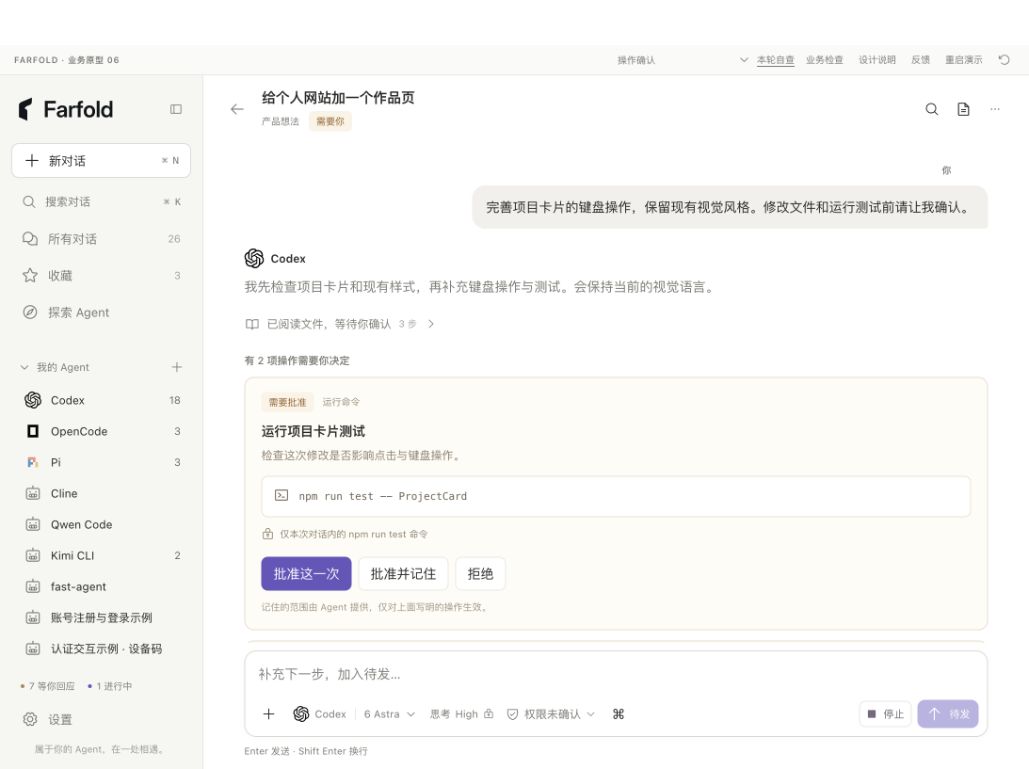 FARFOLD · 业务原型 06
操作确认
本轮自查 业务检查 设计说明 反馈 重启演示
Farfold
新对话 ⌘ N
搜索对话 ⌘ K
所有对话 26
收藏 3
探索 Agent
我的 Agent
Codex 18
OpenCode 3
Pi 3
Cline
Qwen Code
Kimi CLI 2
fast-agent
账号注册与登录示例
认证交互示例 · 设备码
7 等你回应 1 进行中
设置
属于你的 Agent，在一处相遇。
给个人网站加一个作品页
产品想法 需要你
你
完善项目卡片的键盘操作，保留现有视觉风格。修改文件和运行测试前请让我确认。
Codex
我先检查项目卡片和现有样式，再补充键盘操作与测试。会保持当前的视觉语言。
已阅读文件，等待你确认 3 步
有 2 项操作需要你决定
需要批准 运行命令
运行项目卡片测试
检查这次修改是否影响点击与键盘操作。
npm run test -- ProjectCard
仅本次对话内的 npm run test 命令
批准这一次 批准并记住 拒绝
记住的范围由 Agent 提供，仅对上面写明的操作生效。
补充下一步，加入待发...
Codex 6 Astra 思考 High 权限未确认 ⌘ 停止 待发
Enter 发送 · Shift Enter 换行